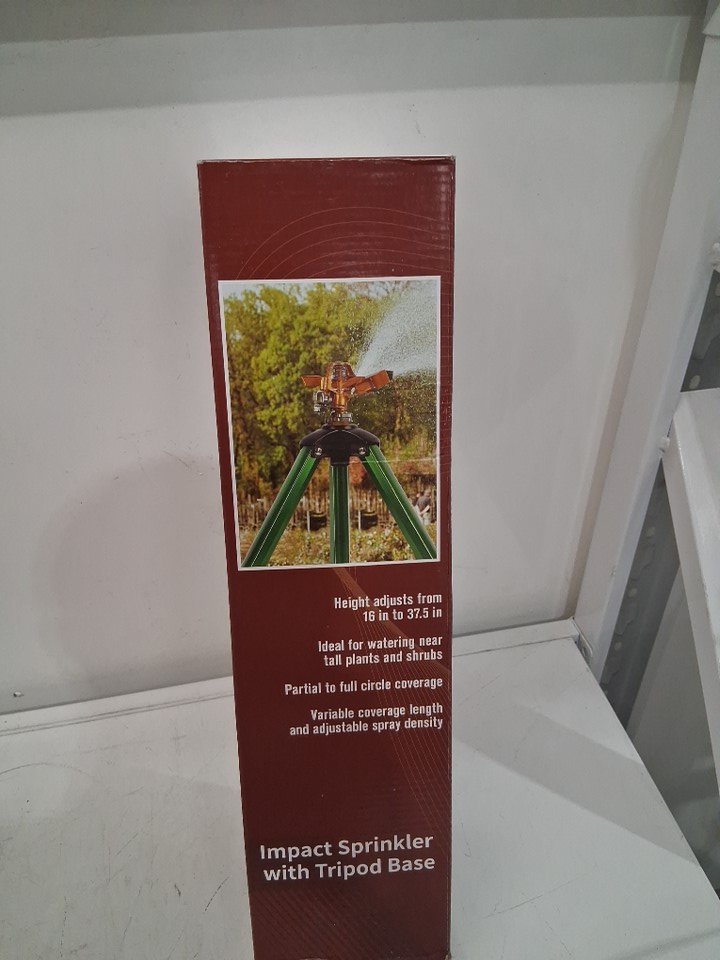 Height adjusts from
16 in to 37.5 in
Ideal for watering near
tall plants and shrubs
Partial to full circle coverage
Variable coverage length
and adjustable spray density
Impact Sprinkler
with Tripod Base